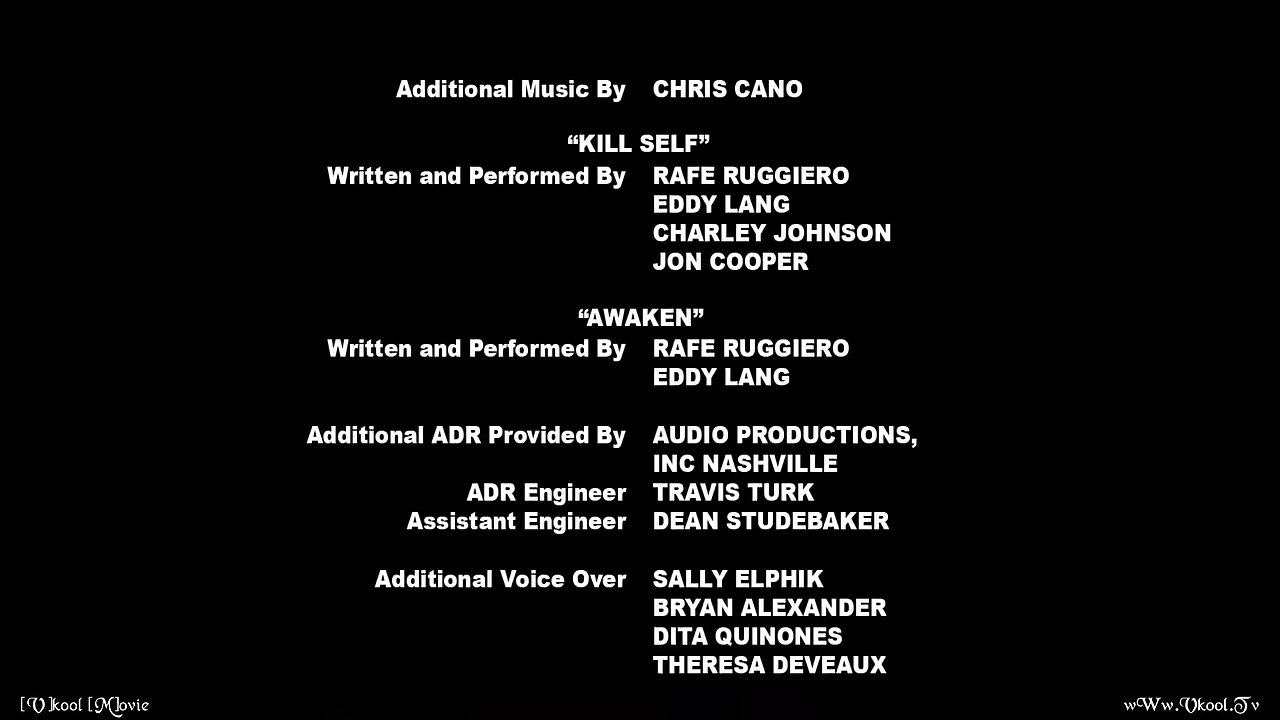 Additional Music By CHRIS CANO
“KILL SELF”
Written and Performed By RAFE RUGGIERO
EDDY LANG
CHARLEY JOHNSON
JON COOPER
“AWAKEN”
Written and Performed By RAFE RUGGIERO
EDDY LANG
Additional ADR Provided By AUDIO PRODUCTIONS,
INC NASHVILLE
ADR Engineer TRAVIS TURK
Assistant Engineer DEAN STUDEBAKER
Additional Voice Over SALLY ELPHIK
BRYAN ALEXANDER
DITA QUINONES
THERESA DEVEAUX
[V]kool [M]ovie
wWw.Vkool.Tv